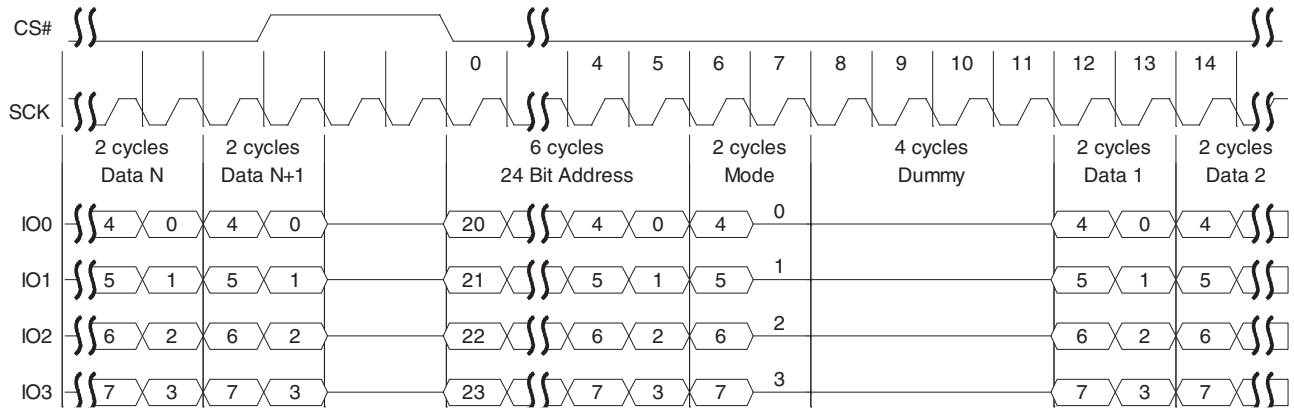 CS#
0 4 5 6 7 8 9 10 11 12 13 14
SCK
2 cycles 2 cycles 6 cycles 2 cycles 4 cycles 2 cycles 2 cycles
Data N Data N+1 24 Bit Address Mode Dummy Data 1 Data 2
IO0 4 0 4 0 20 4 0 4 0 4 0 4
IO1 5 1 5 1 21 5 1 5 1 5 1 5
IO2 6 2 6 2 22 6 2 6 2 6 2 6
IO3 7 3 7 3 23 7 3 7 3 7 3 7